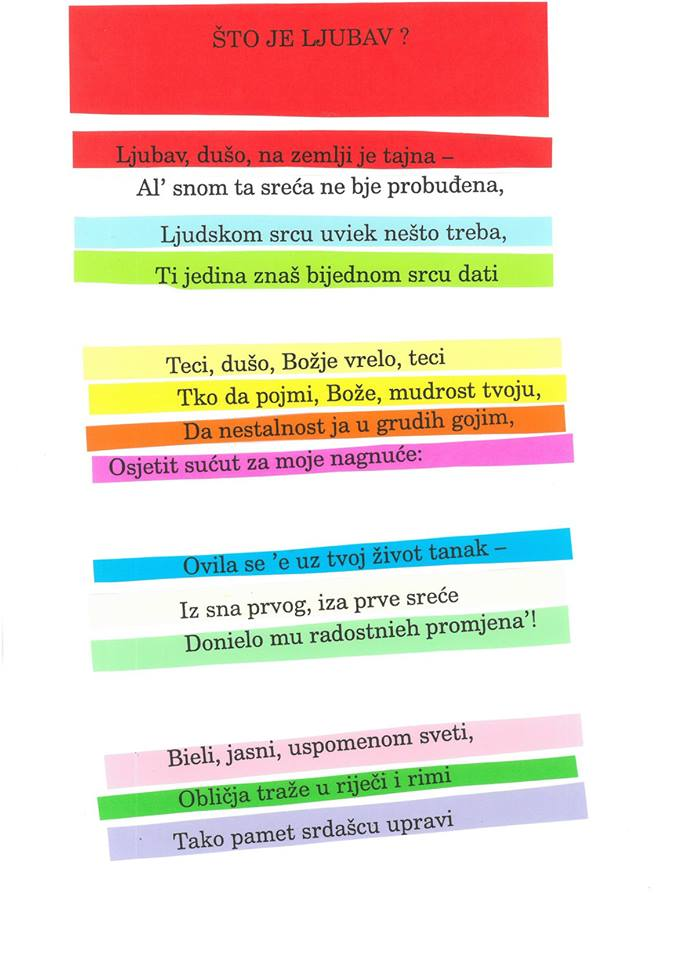 ŠTO JE LJUBAV ?
Ljubav, dušo, na zemlji je tajna –
Al’ snom ta sreća ne bje probuđena,
Ljudskom srcu uviek nešto treba,
Ti jedina znaš bijednom srcu dati
Teci, dušo, Božje vrelo, teci
Tko da pojmi, Bože, mudrost tvoju,
Da nestalnost ja u grudih gojim,
Osjetit sućut za moje nagnuće:
Ovila se ’e uz tvoj život tanak –
Iz sna prvog, iza prve sreće
Donielo mu radostnieh promjena’!
Bieli, jasni, uspomenom sveti,
Obličja traže u riječi i rimi
Tako pamet srdašcu upravi